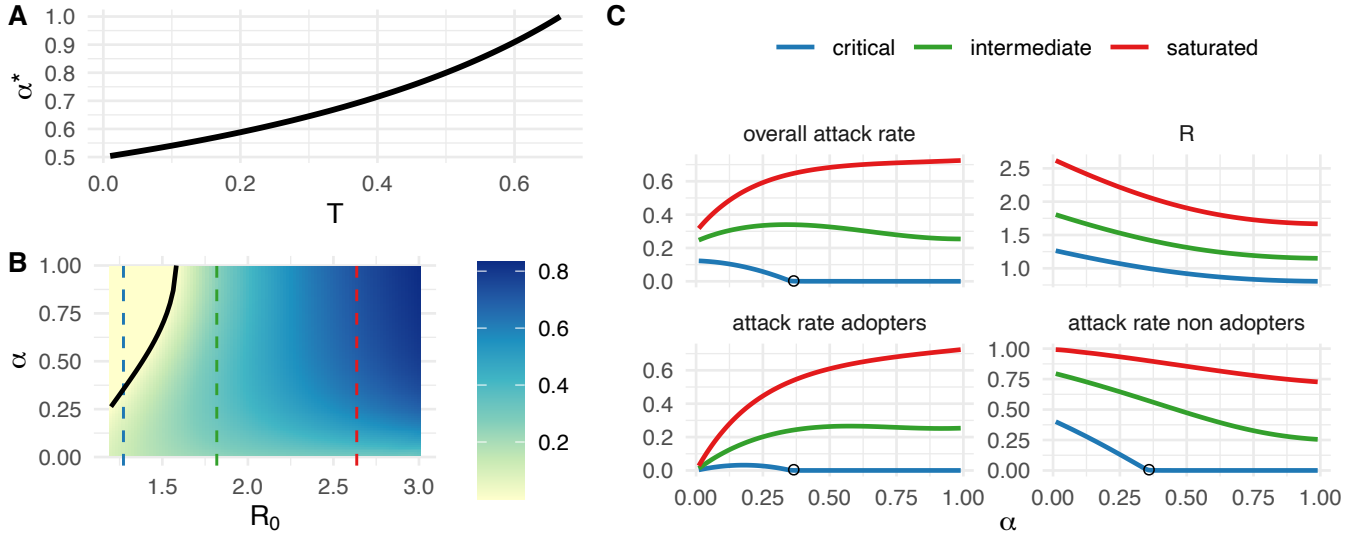 A
1.0
0.9
0.8
0.7
0.6
0.5
α*
0.0 0.2 0.4 0.6
T
B
1.00
0.75
0.50
0.25
0.00
α
1.5 2.0 2.5 3.0
R0
0.8
0.6
0.4
0.2
C
critical intermediate saturated
overall attack rate
0.6
0.4
0.2
0.0
R
2.5
2.0
1.5
1.0
attack rate adopters
0.6
0.4
0.2
0.0
0.00 0.25 0.50 0.75 1.00
attack rate non adopters
1.00
0.75
0.50
0.25
0.00
0.00 0.25 0.50 0.75 1.00
α